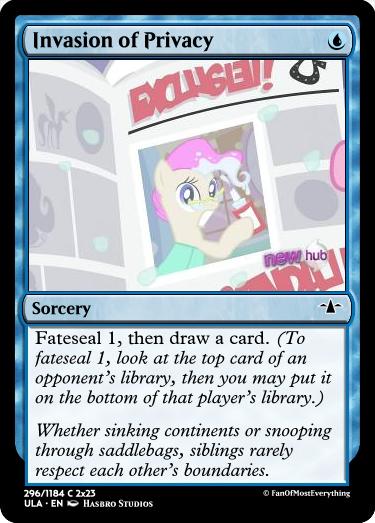 Invasion of Privacy
EXCLUSIVE!
new hub
Sorcery
Fateseal 1, then draw a card. (To
fateseal 1, look at the top card of an
opponent's library, then you may put it
on the bottom of that player's library.)
Whether sinking continents or snooping
through saddlebags, siblings rarely
respect each other's boundaries.
296/1184 C 2x23
ULA • EN Hasbro Studios
© FanOfMostEverything